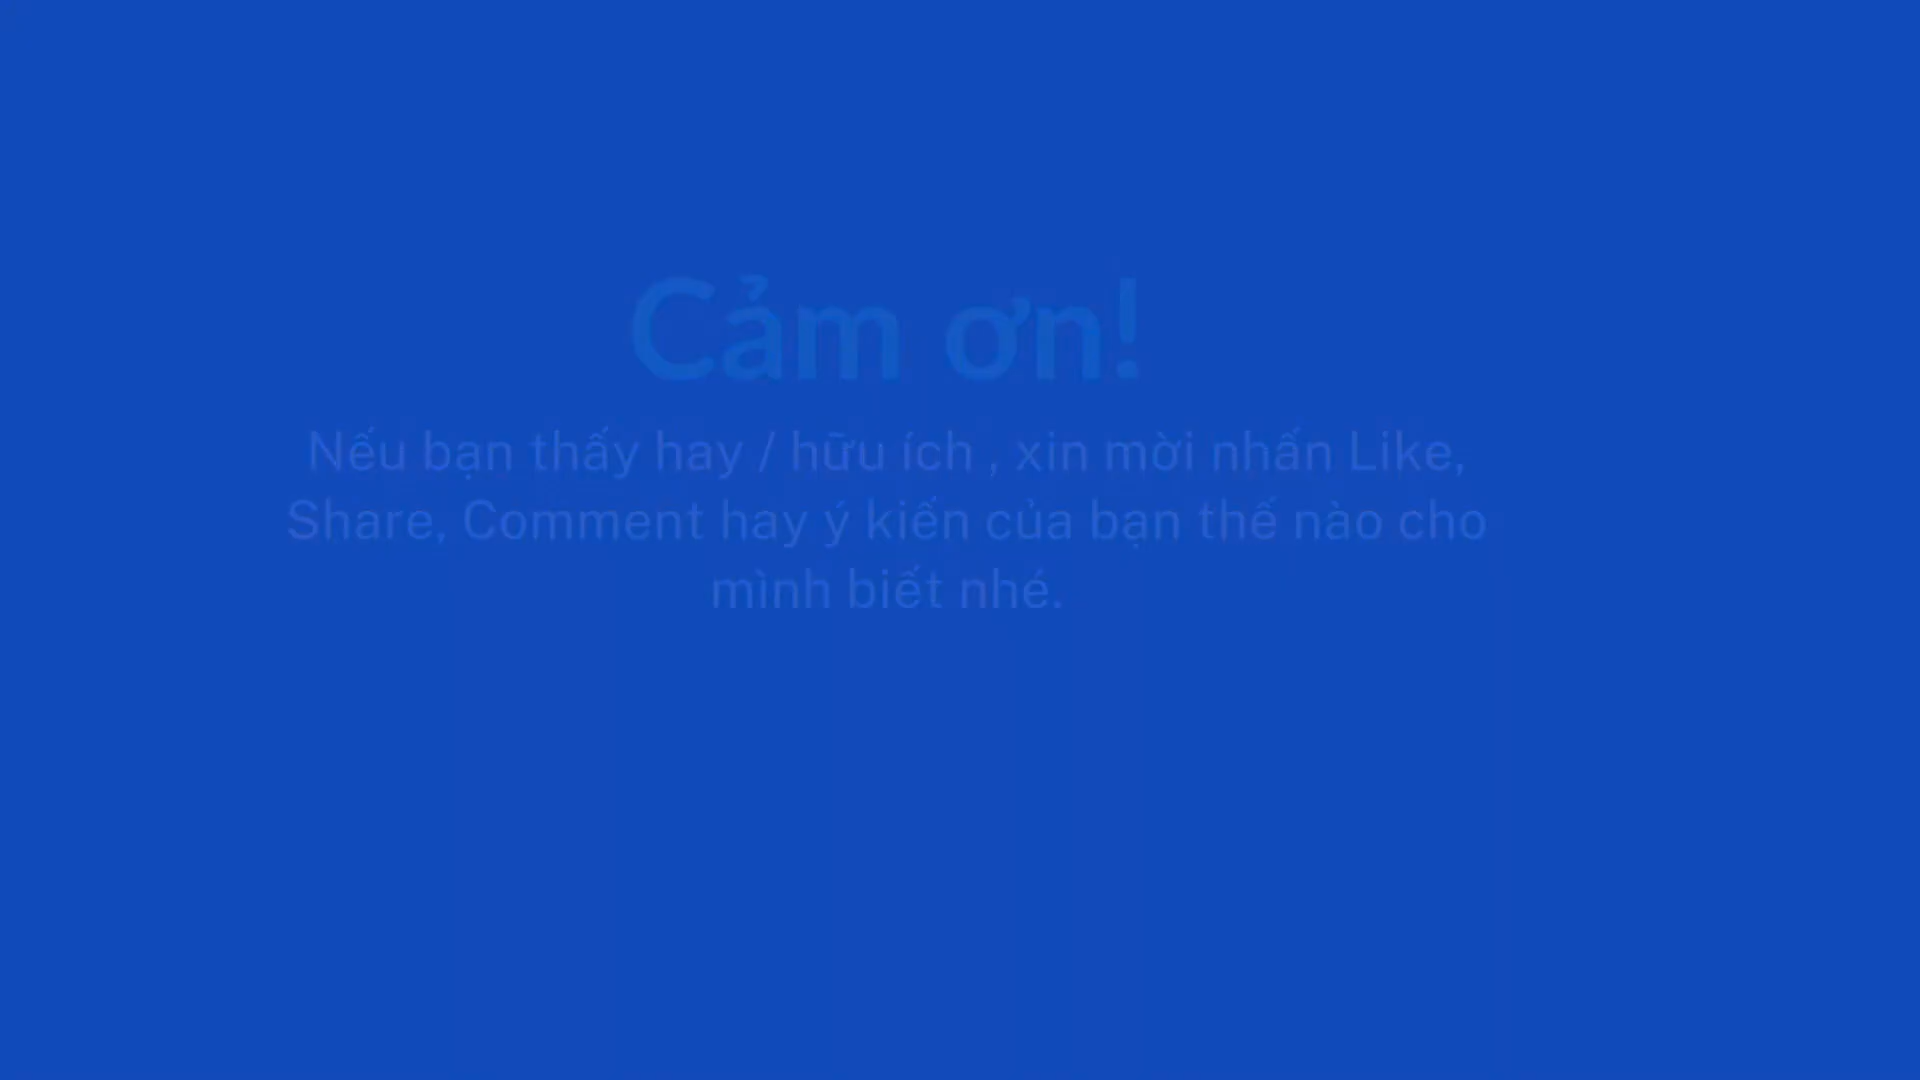 Cảm ơn!
Nếu bạn thấy hay / hữu ích , xin mời nhấn Like,
Share, Comment hay ý kiến của bạn thế nào cho
mình biết nhé.